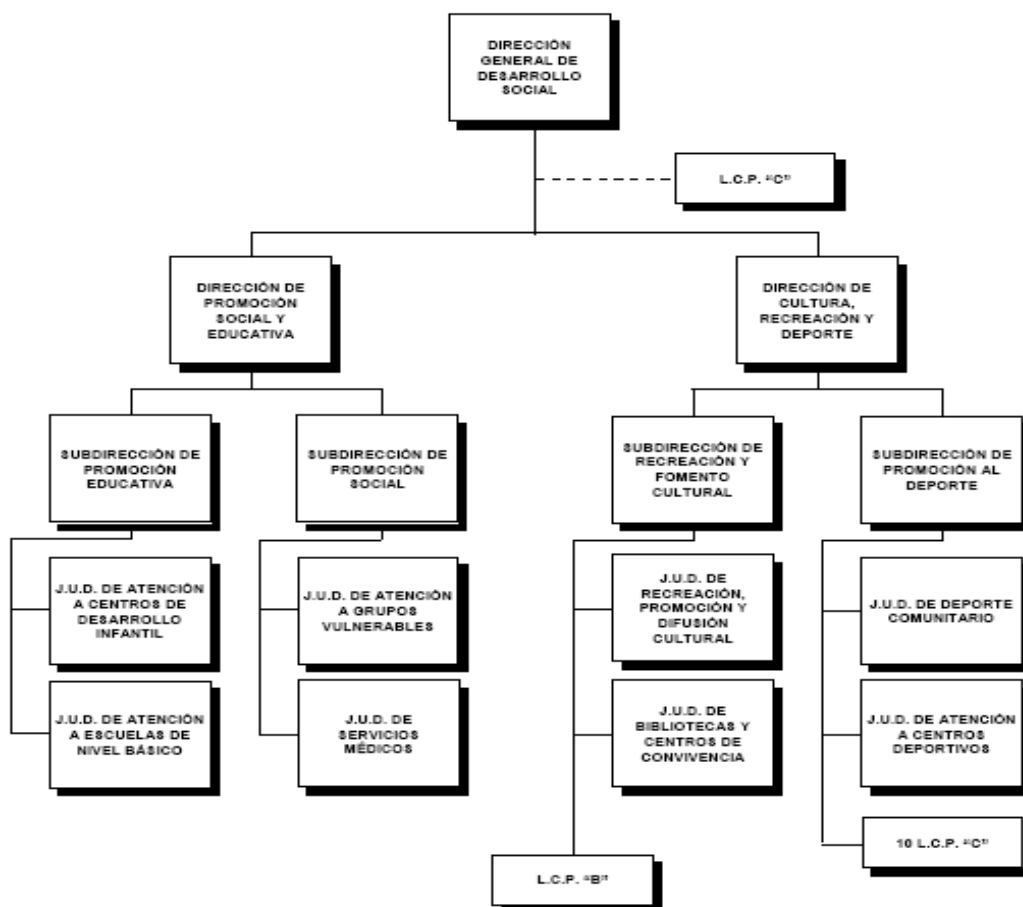 DIRECCIÓN
GENERAL DE
DESARROLLO
SOCIAL
L.C.P. “C”
DIRECCIÓN DE
PROMOCIÓN
SOCIAL Y
EDUCATIVA
DIRECCIÓN DE
CULTURA,
RECREACIÓN Y
DEPORTE
SUBDIRECCIÓN DE
PROMOCIÓN
EDUCATIVA
SUBDIRECCIÓN DE
PROMOCIÓN
SOCIAL
SUBDIRECCIÓN DE
RECREACIÓN Y
FOMENTO
CULTURAL
SUBDIRECCIÓN DE
PROMOCIÓN AL
DEPORTE
J.U.D. DE ATENCIÓN
A CENTROS DE
DESARROLLO
INFANTIL
J.U.D. DE ATENCIÓN
A GRUPOS
VULNERABLES
J.U.D. DE
RECREACIÓN,
PROMOCIÓN Y
DIFUSIÓN
CULTURAL
J.U.D. DE DEPORTE
COMUNITARIO
J.U.D. DE ATENCIÓN
A ESCUELAS DE
NIVEL BÁSICO
J.U.D. DE
SERVICIOS
MÉDICOS
J.U.D. DE
BIBLIOTECAS Y
CENTROS DE
CONVIVENCIA
J.U.D. DE ATENCIÓN
A CENTROS
DEPORTIVOS
10 L.C.P. “C”
L.C.P. “B”